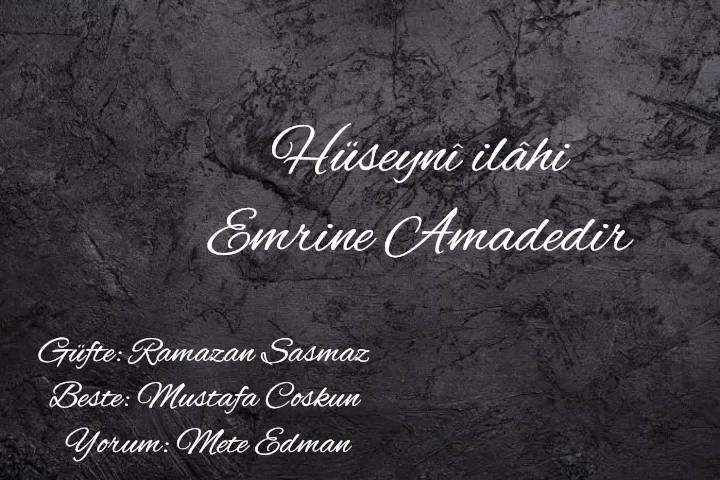 Hüseynî ilâhi
Emrine Amadedir
Güfte: Ramazan Sasmaz
Beste: Mustafa Coskun
Yorum: Mete Edman